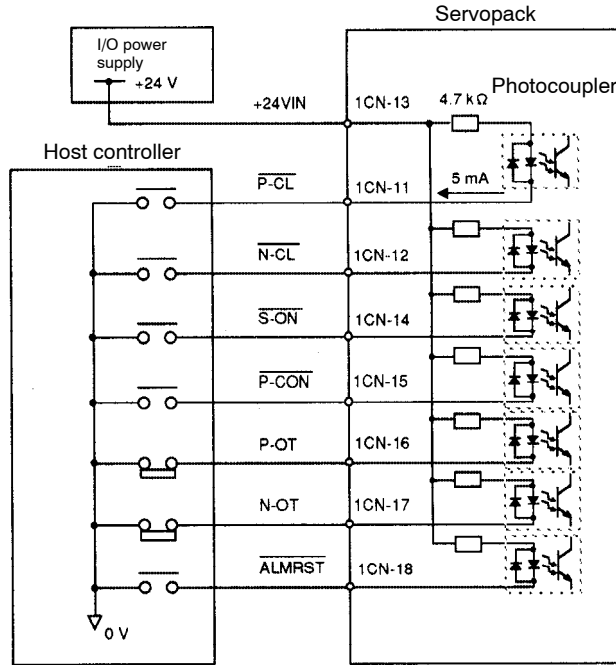 Servopack
I/O power
supply
+24 V
Photocoupler
+24VIN 1CN-13 4.7 kΩ
Host controller
5 mA
P-CL 1CN-11
N-CL 1CN-12
S-ON 1CN-14
P-CON 1CN-15
P-OT 1CN-16
N-OT 1CN-17
ALMRST 1CN-18
0 V